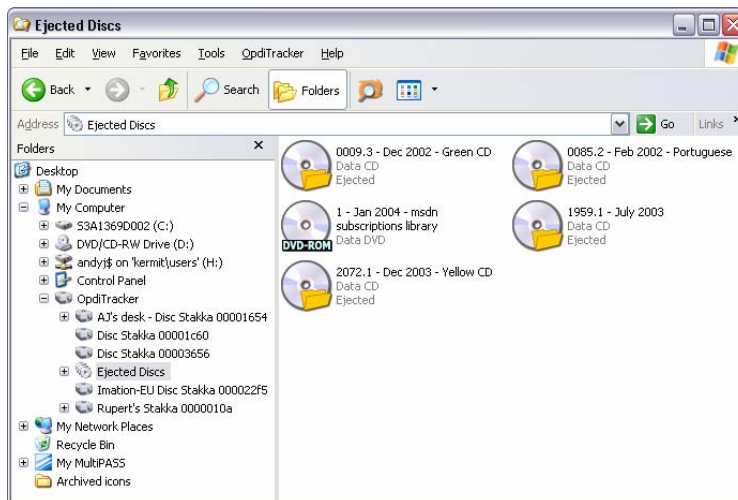 Ejected Discs
File Edit View Favorites Tools OpdiTracker Help
Back Search Folders
Address Ejected Discs Go Links »
Folders x
Desktop
My Documents
My Computer
S3A1369D002 (C:)
DVD/CD-RW Drive (D:)
andyj$ on 'kermit\users' (H:)
Control Panel
OpdiTracker
AJ's desk - Disc Stakka 00001654
Disc Stakka 00001c60
Disc Stakka 00003656
Ejected Discs
Imation-EU Disc Stakka 000022f5
Rupert's Stakka 0000010a
My Network Places
Recycle Bin
My MultiPASS
Archived icons
0009.3 - Dec 2002 - Green CD
Data CD
Ejected
0085.2 - Feb 2002 - Portuguese
Data CD
Ejected
DVD-ROM
1 - Jan 2004 - msdn
subscriptions library
Data DVD
1959.1 - July 2003
Data CD
Ejected
2072.1 - Dec 2003 - Yellow CD
Data CD
Ejected